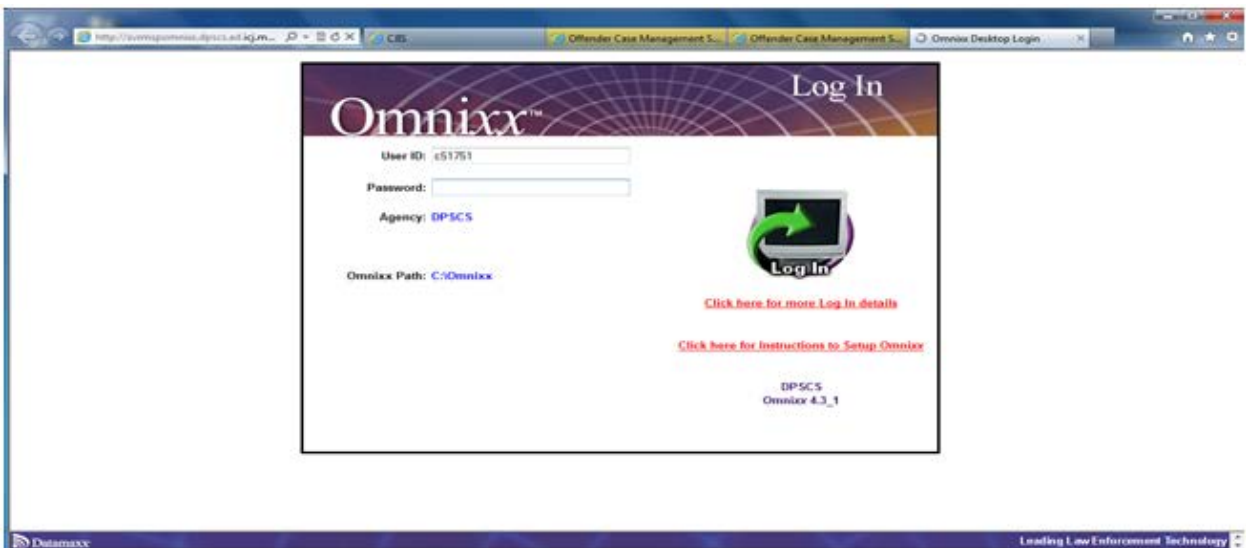 CIIS
Offender Case Management S...
Offender Case Management S...
Omnixx Desktop Login
Omnixx™
Log In
User ID: c51751
Password:
Agency: DPSCS
Omnixx Path: C:\Omnixx
Log In
Click here for more Log In details
Click here for Instructions to Setup Omnixx
DPSCS
Omnixx 4.3_1
Datamaxx
Leading Law Enforcement Technology